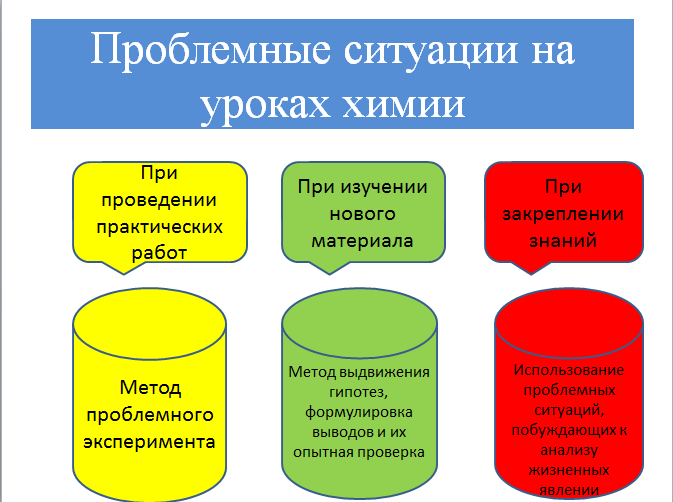 Проблемные ситуации на
уроках химии
При
проведении
практических
работ
При изучении
нового
материала
При
закреплении
знаний
Метод
проблемного
эксперимента
Метод выдвижения
гипотез,
формулировка
выводов и их
опытная проверка
Использование
проблемных
ситуаций,
побуждающих к
анализу
жизненных
явлении